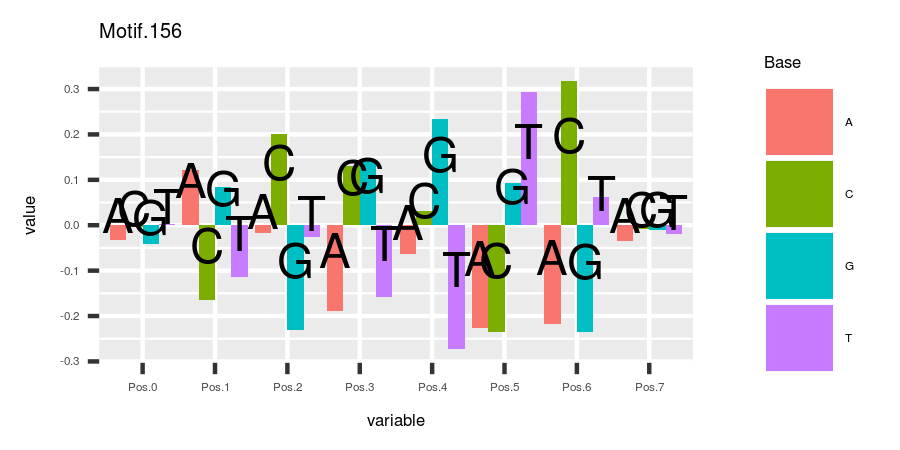 Motif.156
Base
A
C
G
T
value
0.3
0.2
0.1
0.0
-0.1
-0.2
-0.3
A C G T A C G T A C G T A C G T A C G T A C G T A C G T A C G T
Pos.0 Pos.1 Pos.2 Pos.3 Pos.4 Pos.5 Pos.6 Pos.7
variable